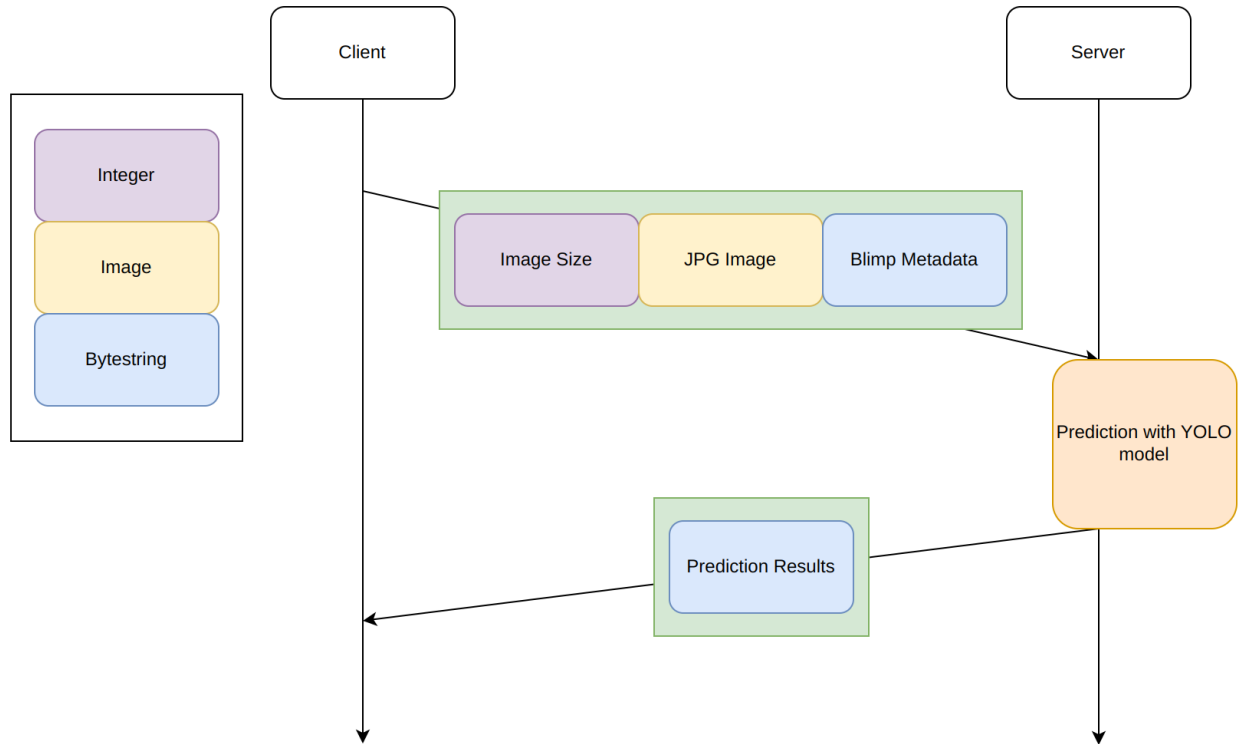 Client
Server
Integer
Image
Bytestring
Image Size
JPG Image
Blimp Metadata
Prediction with YOLO
model
Prediction Results